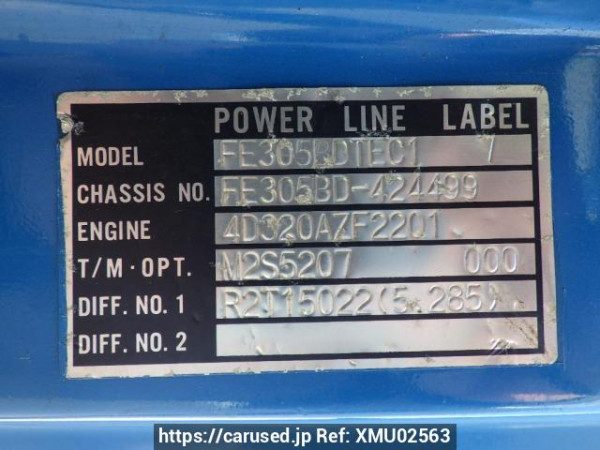 POWER LINE LABEL
MODEL FE305BDTEC1 /
CHASSIS NO. FE305BD-424499
ENGINE 4D320AZF2201
T/M·OPT. M2S5207 000
DIFF. NO. 1 R2T15022(5.285)
DIFF. NO. 2
https://carused.jp Ref: XMU02563